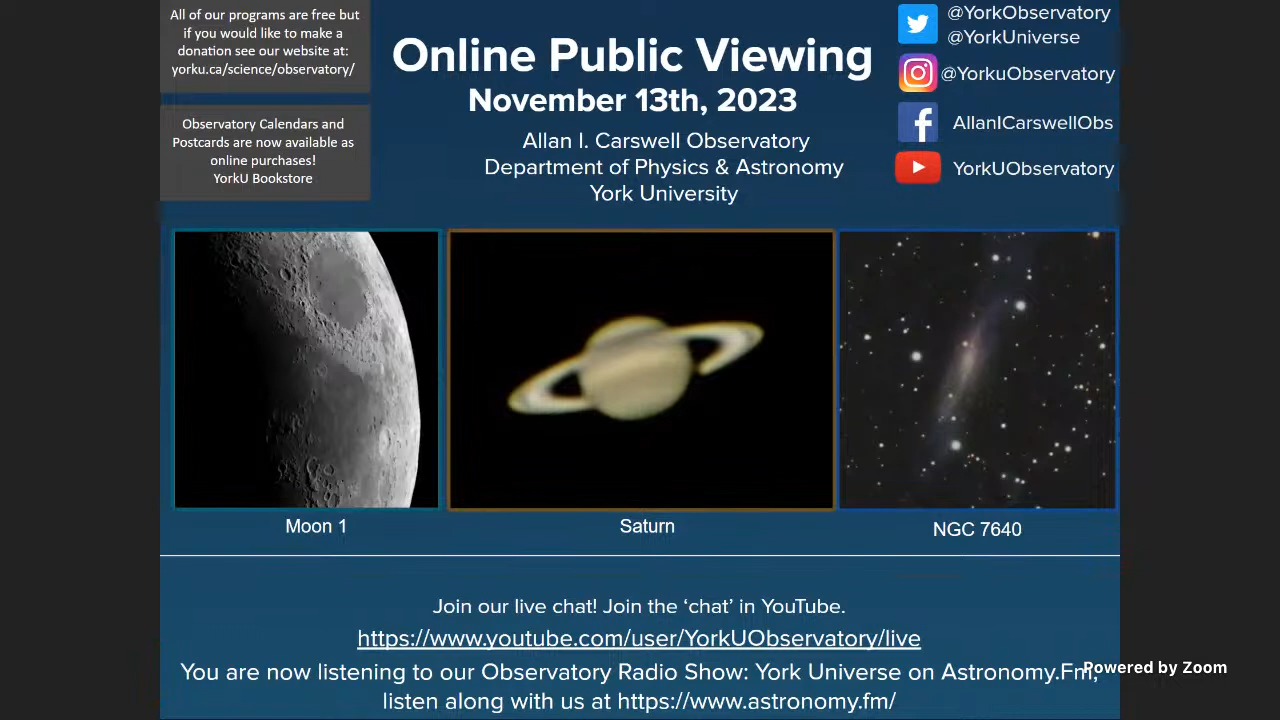 All of our programs are free but
if you would like to make a
donation see our website at:
yorku.ca/science/observatory/
Observatory Calendars and
Postcards are now available as
online purchases!
YorkU Bookstore
Online Public Viewing
November 13th, 2023
Allan I. Carswell Observatory
Department of Physics & Astronomy
York University
@YorkObservatory
@YorkUniverse
@YorkuObservatory
AllanICarswellObs
YorkUObservatory
Moon 1
Saturn
NGC 7640
Join our live chat! Join the ‘chat’ in YouTube.
https://www.youtube.com/user/YorkUObservatory/live
You are now listening to our Observatory Radio Show: York Universe on Astronomy.Fm,
listen along with us at https://www.astronomy.fm/
Powered by Zoom